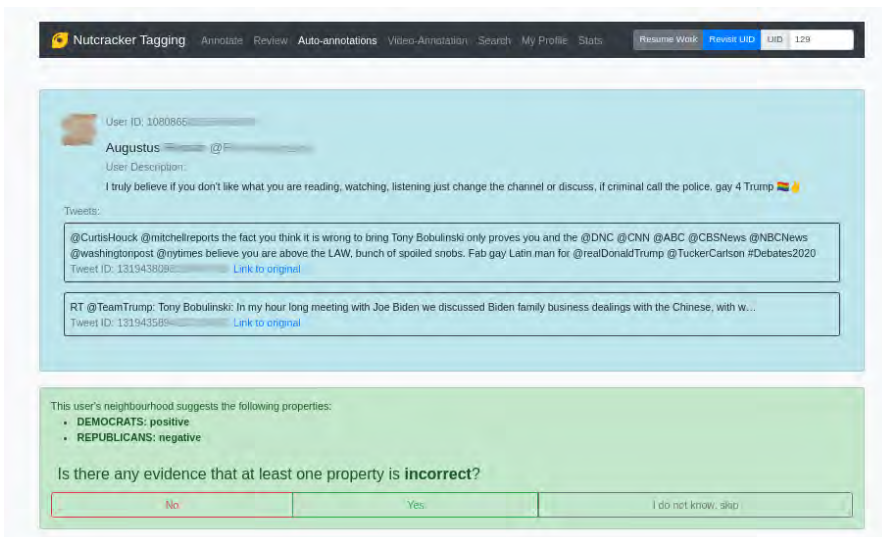 Nutcracker Tagging Annotate Review Auto-annotations Video-Annotation Search My Profile Stats Resume Work Revisit UID UID 129
User ID: 1080865
Augustus @F
User Description:
I truly believe if you don't like what you are reading, watching, listening just change the channel or discuss, if criminal call the police. gay 4 Trump 🏳️‍🌈✌
Tweets:
@CurtisHouck @mitchellreports the fact you think it is wrong to bring Tony Bobulinski only proves you and the @DNC @CNN @ABC @CBSNews @NBCNews
@washingtonpost @nytimes believe you are above the LAW, bunch of spoiled snobs. Fab gay Latin man for @realDonaldTrump @TuckerCarlson #Debates2020
Tweet ID: 131943809 Link to original
RT @TeamTrump: Tony Bobulinski: In my hour long meeting with Joe Biden we discussed Biden family business dealings with the Chinese, with w…
Tweet ID: 131943589 Link to original
This user's neighbourhood suggests the following properties:
• DEMOCRATS: positive
• REPUBLICANS: negative
Is there any evidence that at least one property is incorrect?
No Yes I do not know, skip